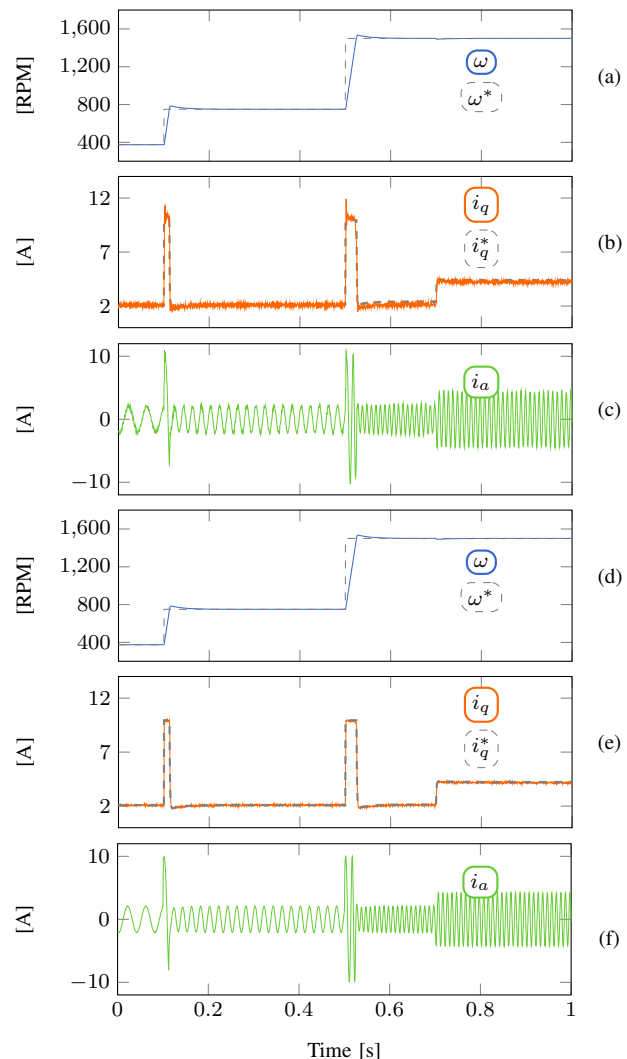 1,600
1,200
800
400
[RPM]
ω
ω*
(a)
12
7
2
[A]
i_q
i_q^*
(b)
10
0
−10
[A]
i_a
(c)
1,600
1,200
800
400
[RPM]
ω
ω*
(d)
12
7
2
[A]
i_q
i_q^*
(e)
10
0
−10
[A]
i_a
(f)
0 0.2 0.4 0.6 0.8 1
Time [s]